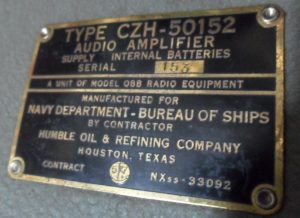 TYPE CZH-50152
AUDIO AMPLIFIER
SUPPLY INTERNAL BATTERIES
SERIAL 153
A UNIT OF MODEL OBB RADIO EQUIPMENT
MANUFACTURED FOR
NAVY DEPARTMENT - BUREAU OF SHIPS
BY CONTRACTOR
HUMBLE OIL & REFINING COMPANY
HOUSTON, TEXAS
CONTRACT NXss-33092